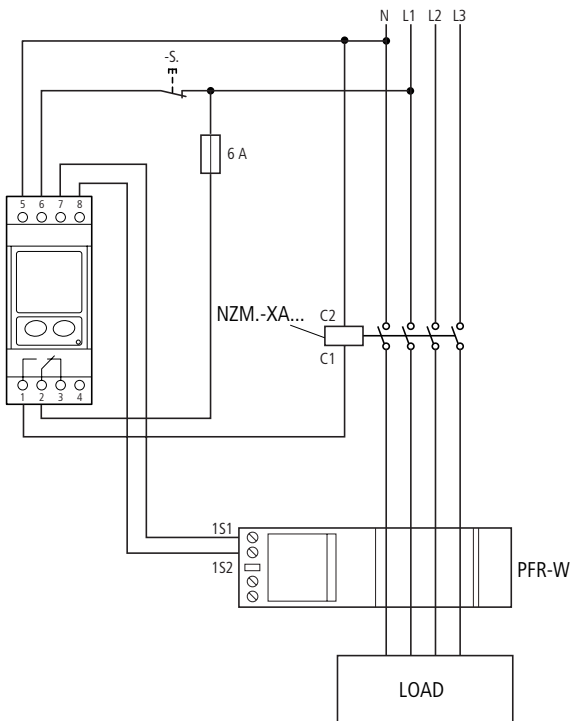 N L1 L2 L3
-S.
6 A
5 6 7 8
NZM.-XA...
C2
C1
1 2 3 4
1S1
1S2
PFR-W
LOAD